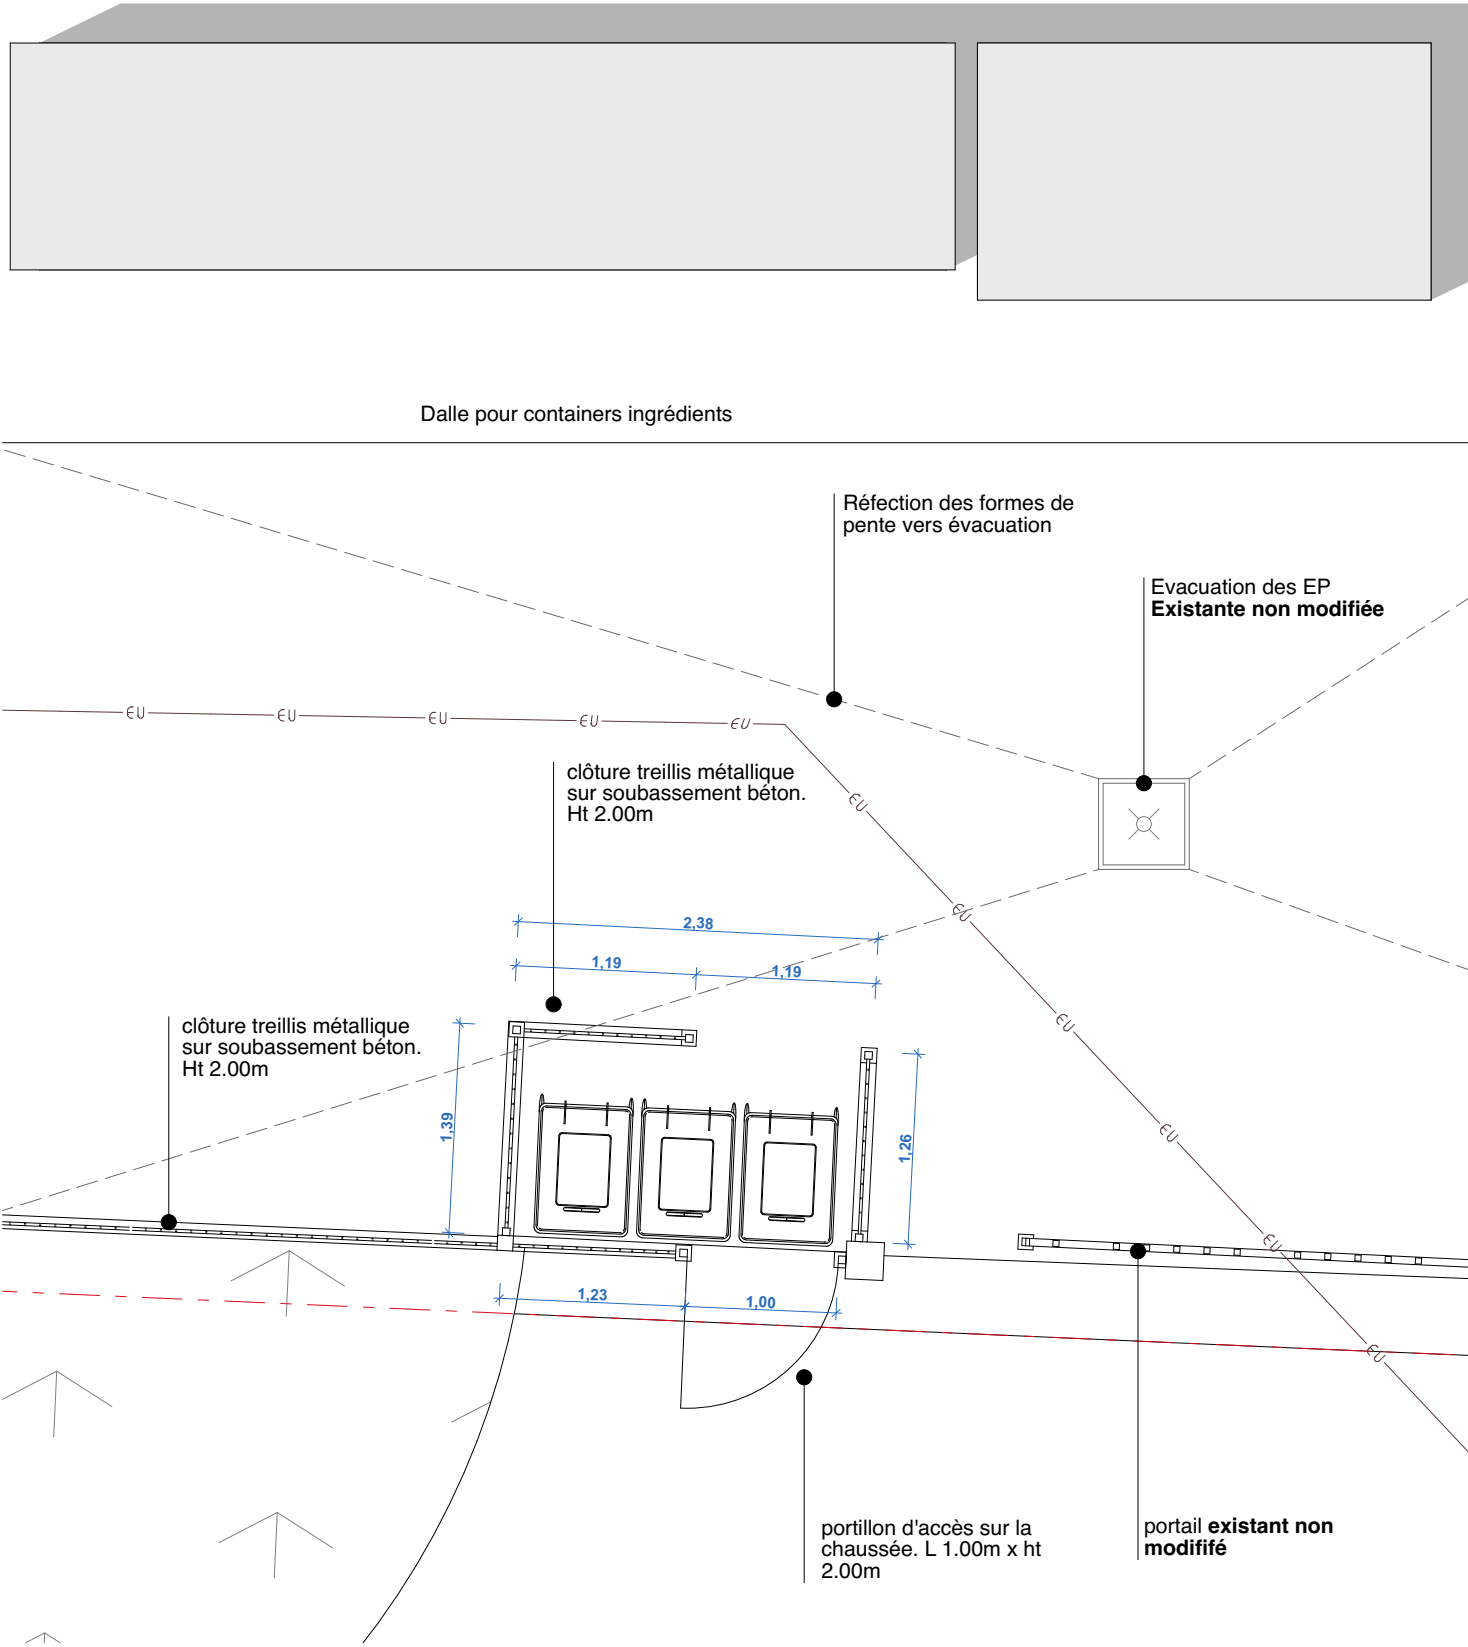 Dalle pour containers ingrédients
Réfection des formes de
pente vers évacuation
Evacuation des EP
Existante non modifiée
EU
EU
EU
EU
EU
clôture treillis métallique
sur soubassement béton.
Ht 2.00m
EU
EU
2,38
1,19
1,19
clôture treillis métallique
sur soubassement béton.
Ht 2.00m
EU
1,39
1,26
EU
EU
1,23
1,00
EU
portillon d'accès sur la
chaussée. L 1.00m x ht
2.00m
portail existant non
modififé